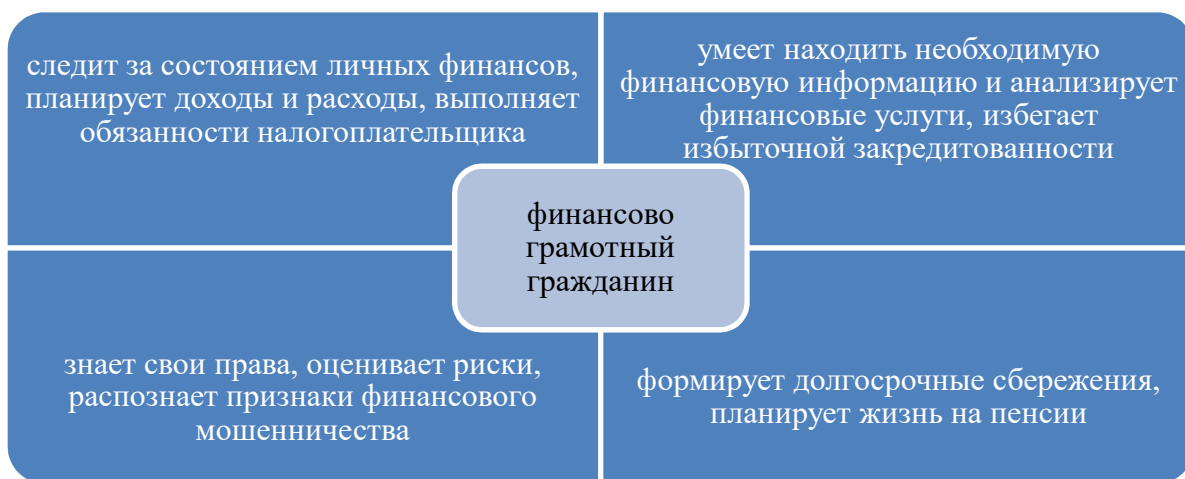 следит за состоянием личных финансов,
планирует доходы и расходы, выполняет
обязанности налогоплательщика
умеет находить необходимую
финансовую информацию и анализирует
финансовые услуги, избегает
избыточной закредитованности
финансово
грамотный
гражданин
знает свои права, оценивает риски,
распознает признаки финансового
мошенничества
формирует долгосрочные сбережения,
планирует жизнь на пенсии